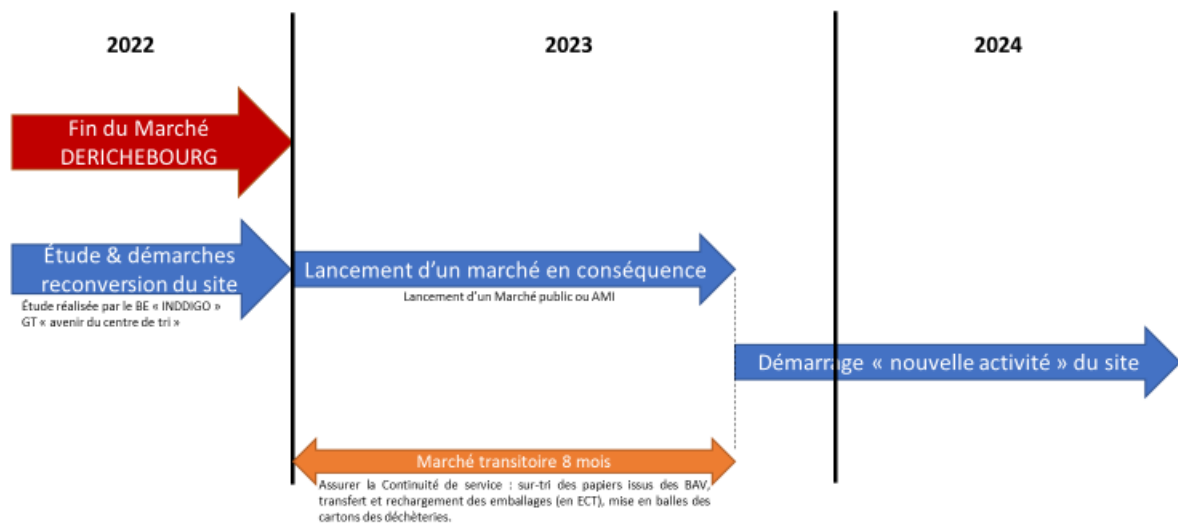 2022
2023
2024
Fin du Marché
DERICHEBOURG
Étude & démarches
reconversion du site
Étude réalisée par le BE « INDDIGO »
GT « avenir du centre de tri »
Lancement d’un marché en conséquence
Lancement d’un Marché public ou AMI
Démarrage « nouvelle activité » du site
Marché transitoire 8 mois
Assurer la Continuité de service : sur-tri des papiers issus des BAV,
transfert et rechargement des emballages (en ECT), mise en balles des
cartons des déchèteries.